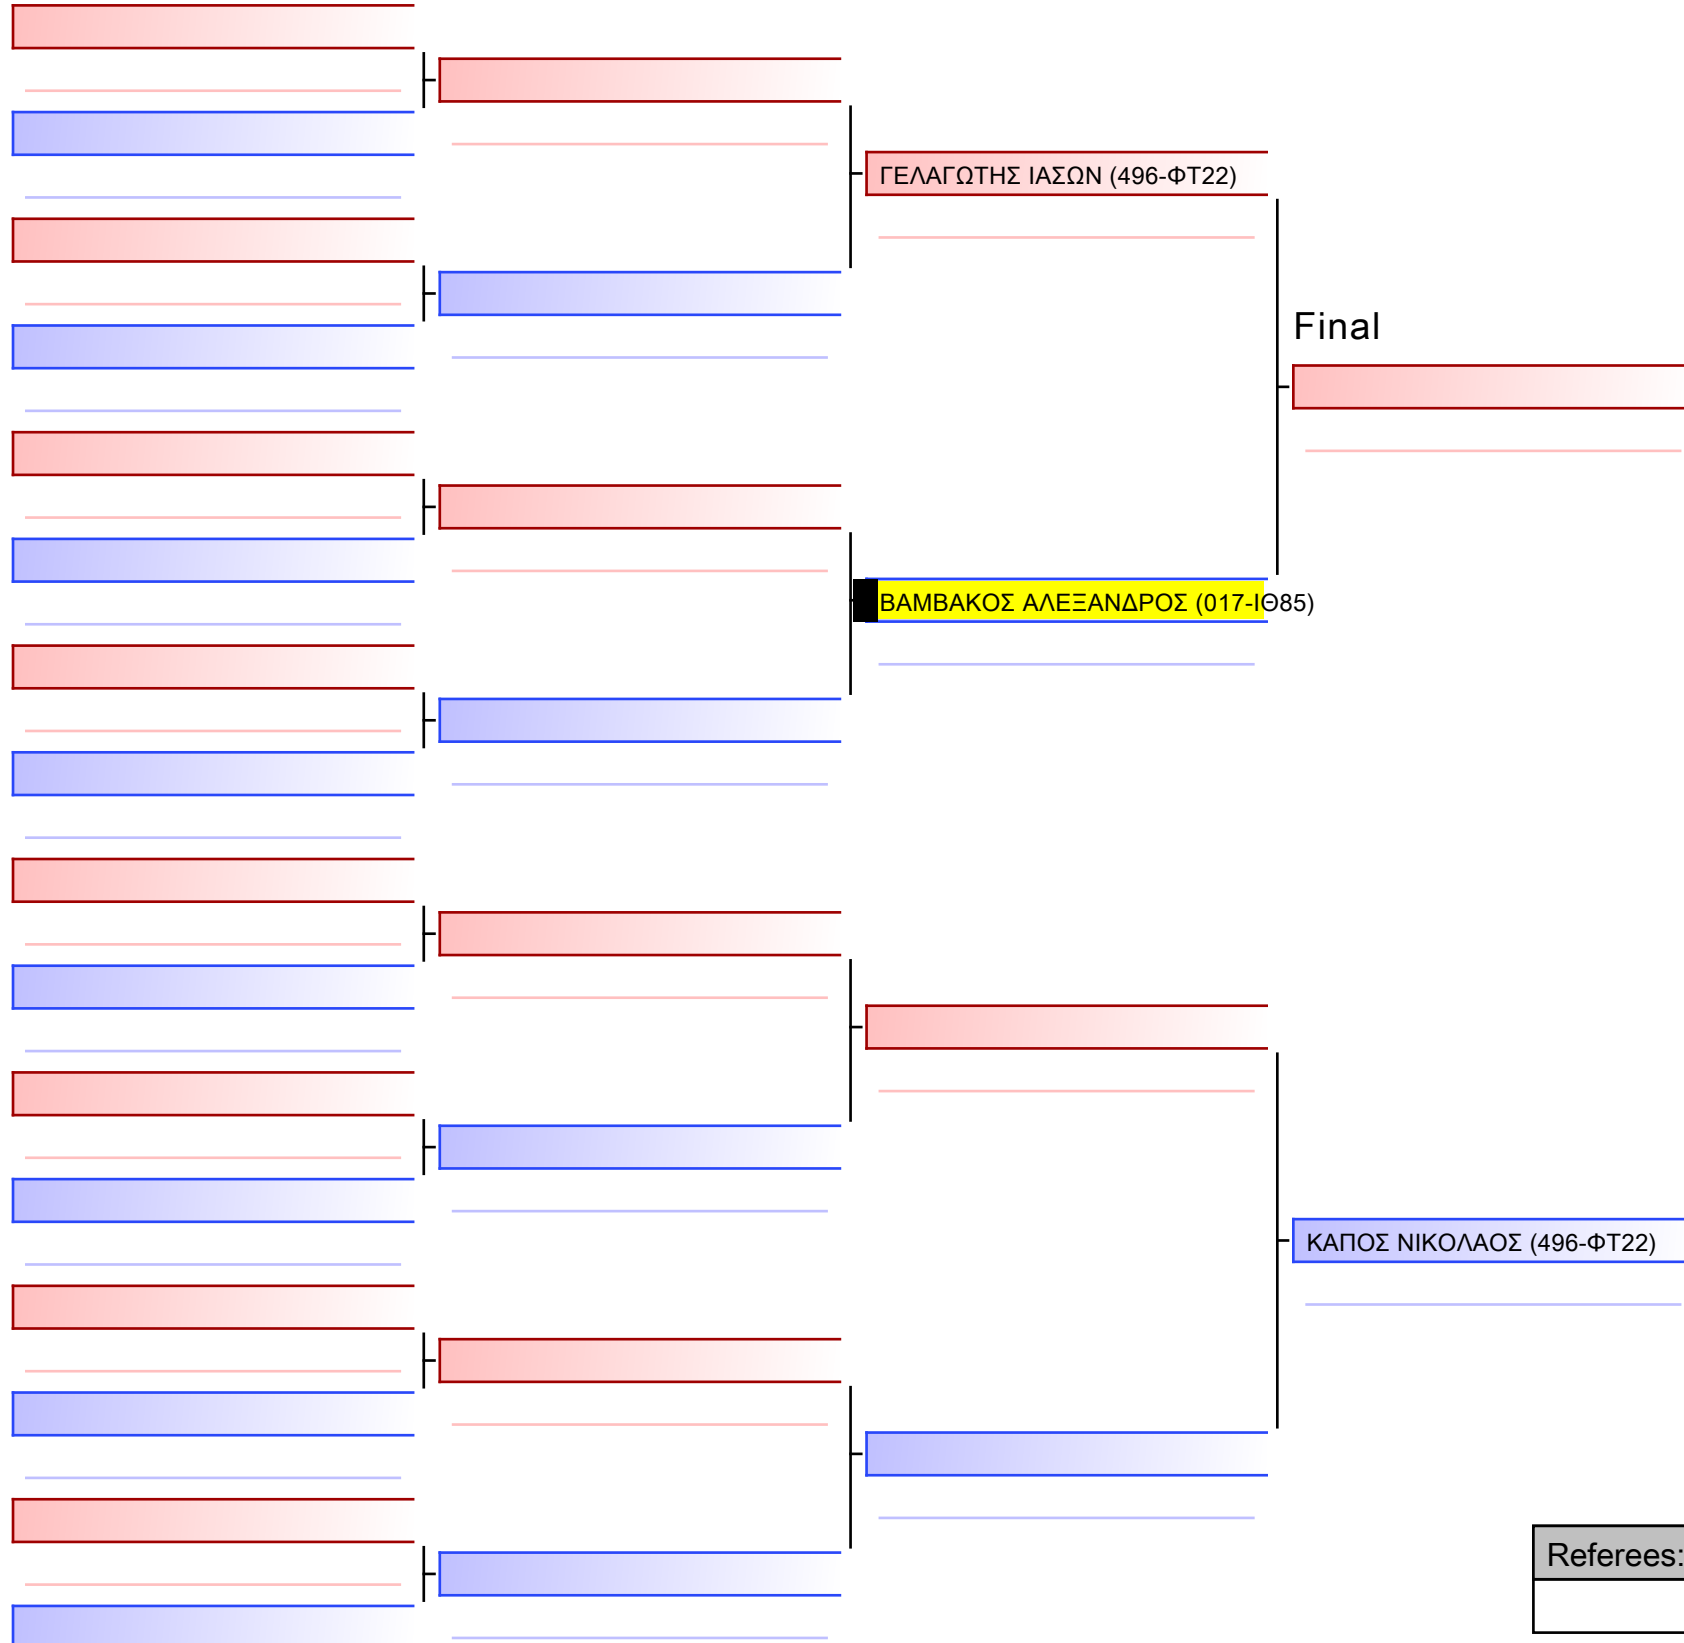 ΓΕΛΑΓΩΤΗΣ ΙΑΣΩΝ (496-ΦΤ22)
Final
ΒΑΜΒΑΚΟΣ ΑΛΕΞΑΝΔΡΟΣ (017-ΙΘ85)
ΚΑΠΟΣ ΝΙΚΟΛΑΟΣ (496-ΦΤ22)
Referees: